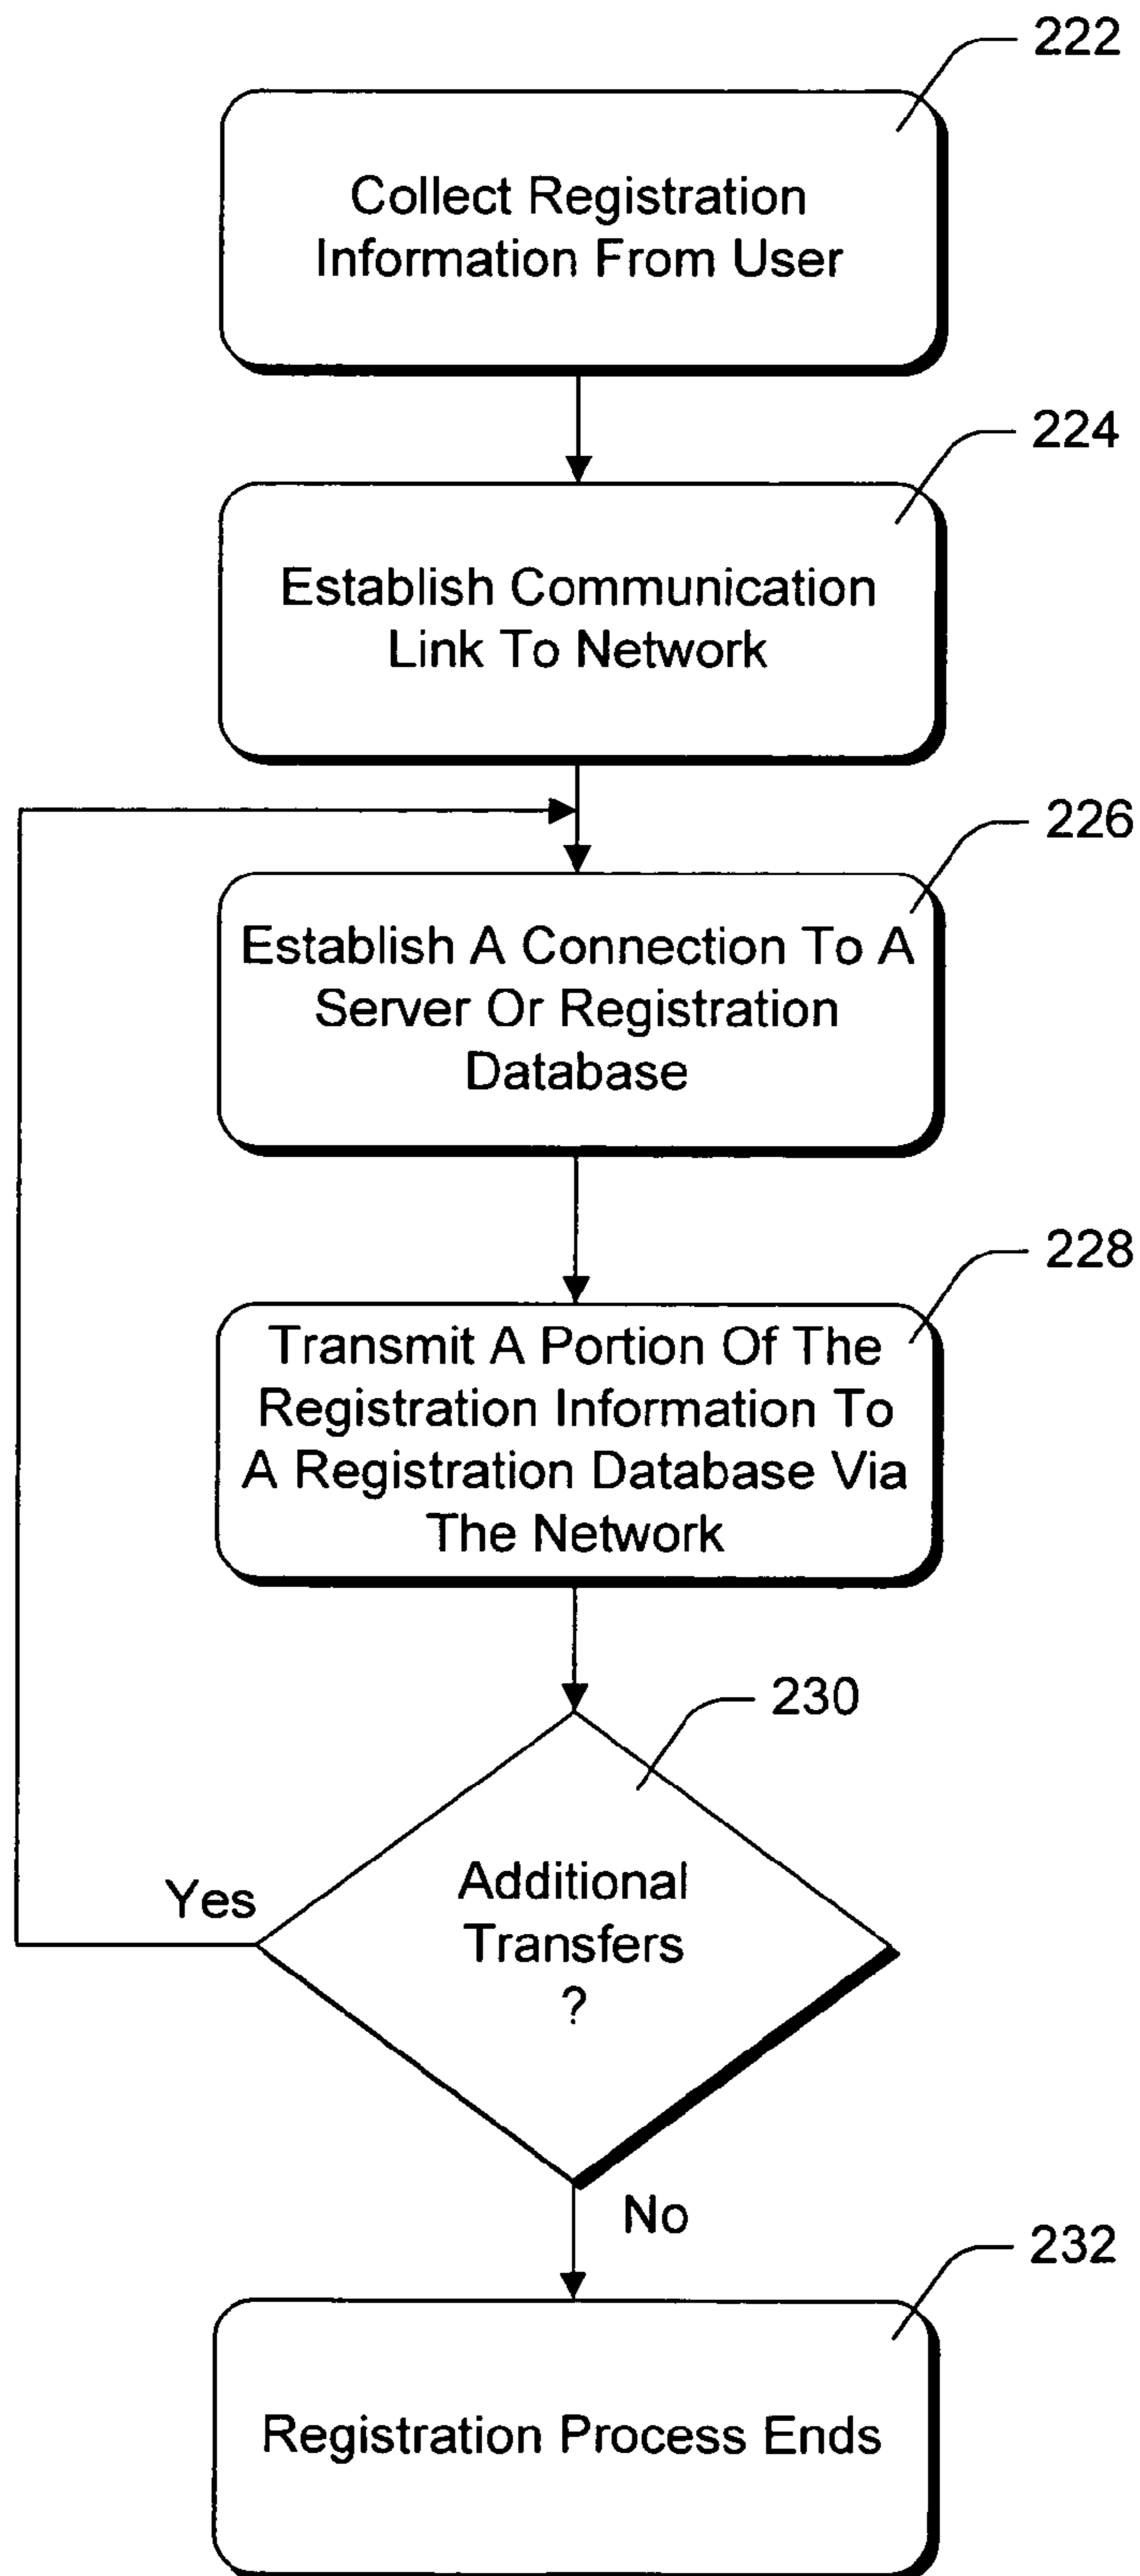 222
Collect Registration
Information From User
224
Establish Communication
Link To Network
226
Establish A Connection To A
Server Or Registration
Database
228
Transmit A Portion Of The
Registration Information To
A Registration Database Via
The Network
230
Additional
Transfers
?
Yes
No
232
Registration Process Ends